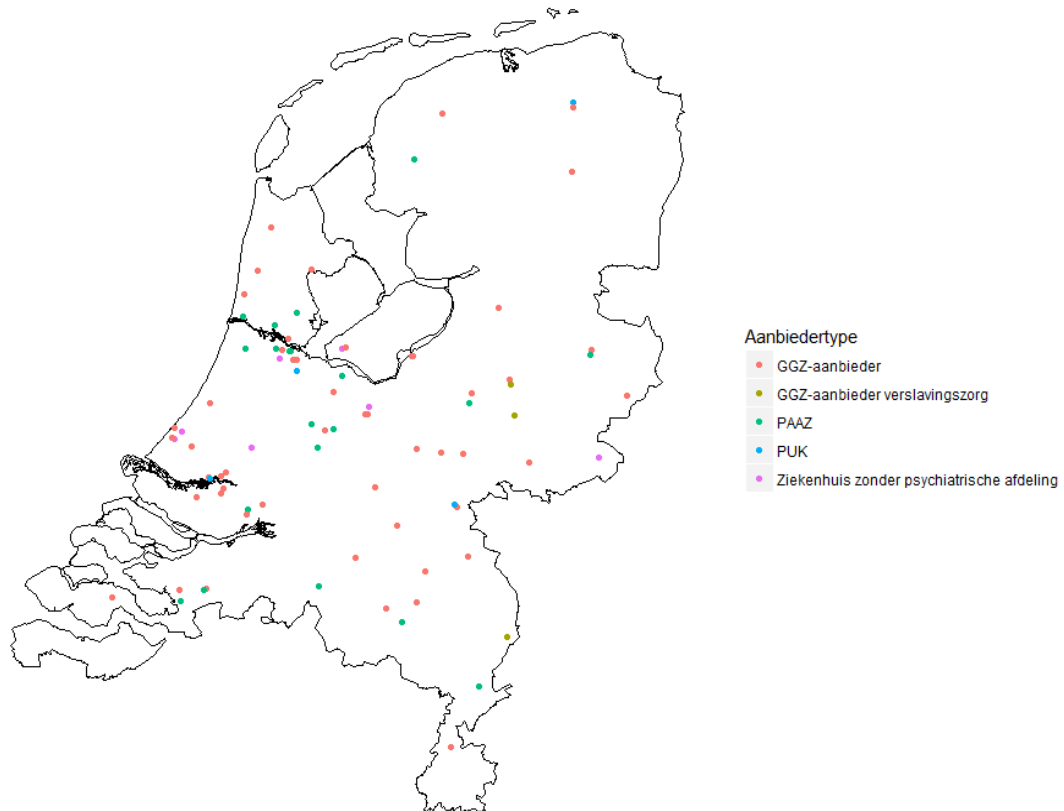 Aanbiedertype
GGZ-aanbieder
GGZ-aanbieder verslavingszorg
PAAZ
PUK
Ziekenhuis zonder psychiatrische afdeling